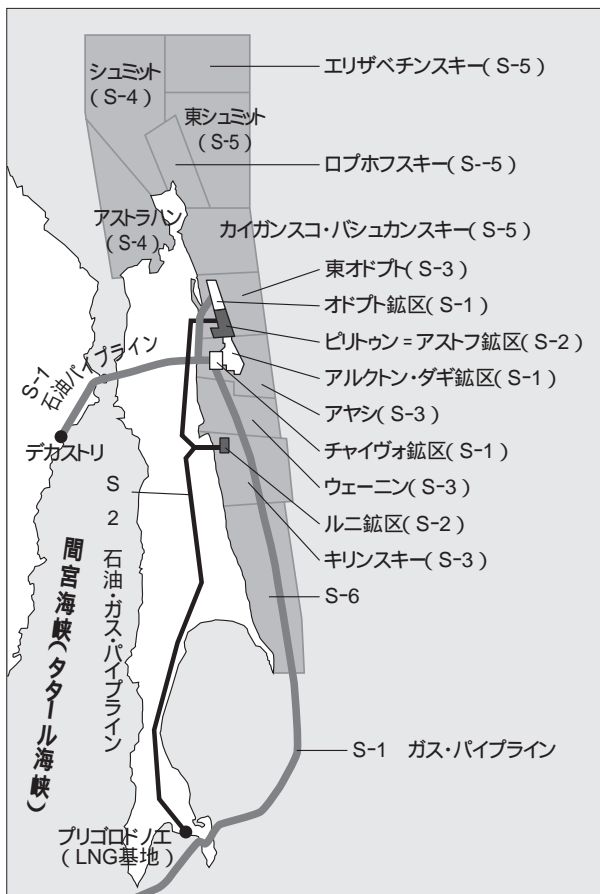 シュミット
(S-4)
エリザベチンスキー(S-5)
東シュミット
(S-5)
ロプホフスキー(S--5)
アストラハン
(S-4)
カイガンスコ・バシュカンスキー(S-5)
東オドプト(S-3)
オドプト鉱区(S-1)
ピリトゥン=アストフ鉱区(S-2)
アルクトン・ダギ鉱区(S-1)
アヤシ(S-3)
チャイヴォ鉱区(S-1)
ウェーニン(S-3)
ルニ鉱区(S-2)
キリンスキー(S-3)
S-6
S-1
石油パイプライン
デカストリ
S 2 石油・ガス・パイプライン
間宮海峡(タタール海峡)
S-1 ガス・パイプライン
プリゴロドノエ
(LNG基地)